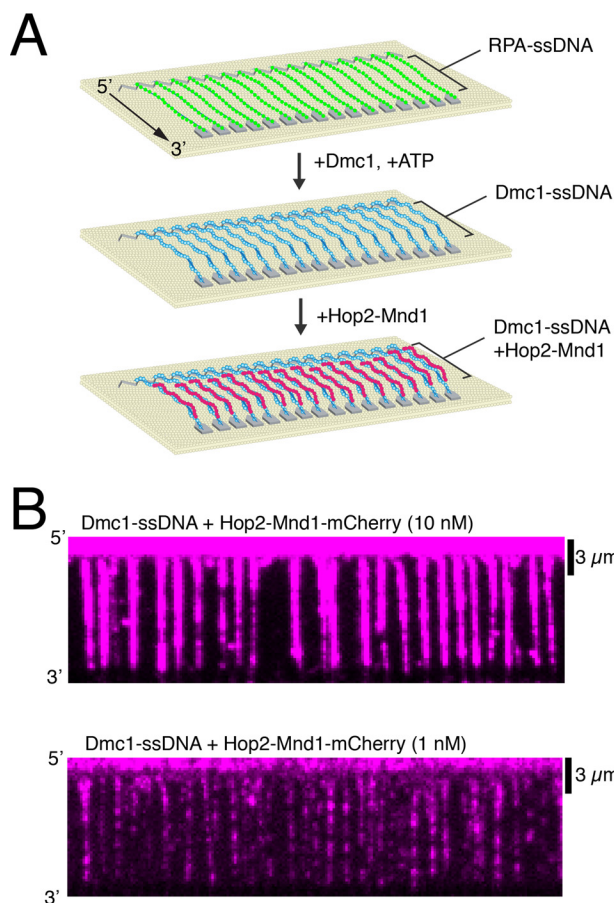 A
RPA-ssDNA
5'
3'
+Dmc1, +ATP
Dmc1-ssDNA
+Hop2-Mnd1
Dmc1-ssDNA
+Hop2-Mnd1
B
Dmc1-ssDNA + Hop2-Mnd1-mCherry (10 nM)
5'
3 µm
3'
Dmc1-ssDNA + Hop2-Mnd1-mCherry (1 nM)
5'
3 µm
3'